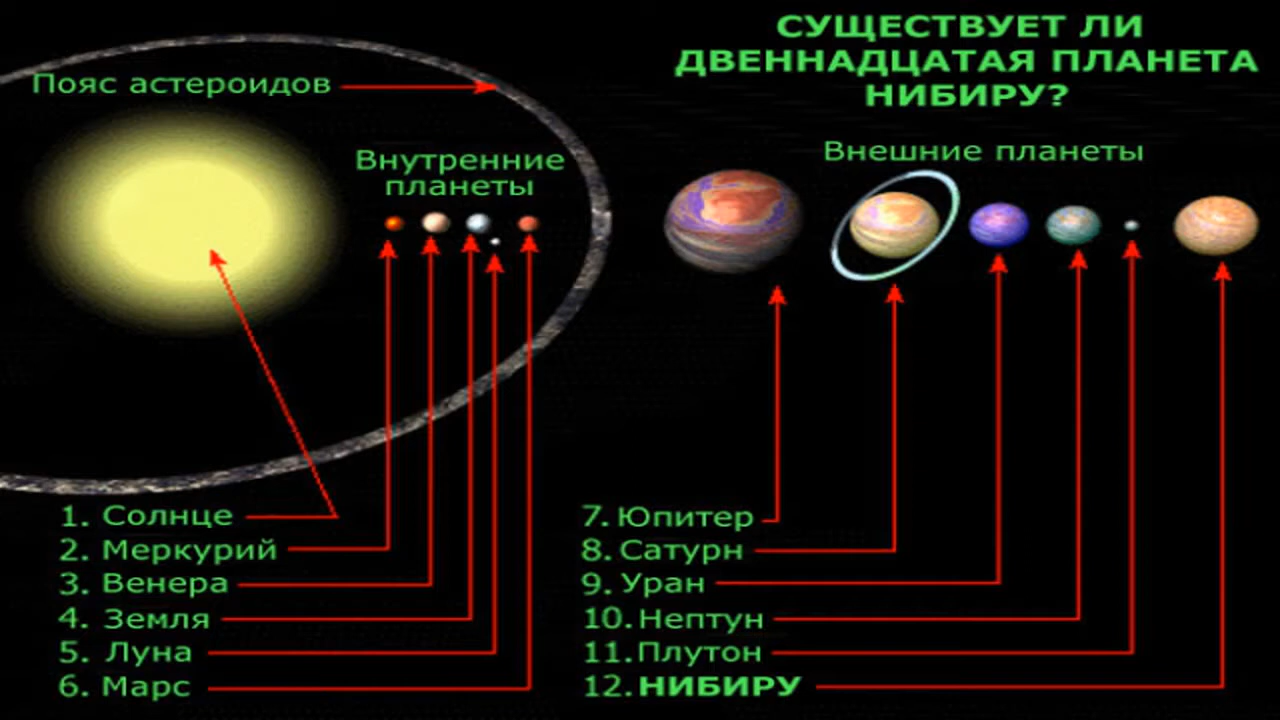 СУЩЕСТВУЕТ ЛИ
ДВЕННАДЦАТАЯ ПЛАНЕТА
НИБИРУ?
Пояс астероидов
Внутренние
планеты
Внешние планеты
1. Солнце
2. Меркурий
3. Венера
4. Земля
5. Луна
6. Марс
7. Юпитер
8. Сатурн
9. Уран
10. Нептун
11. Плутон
12. НИБИРУ